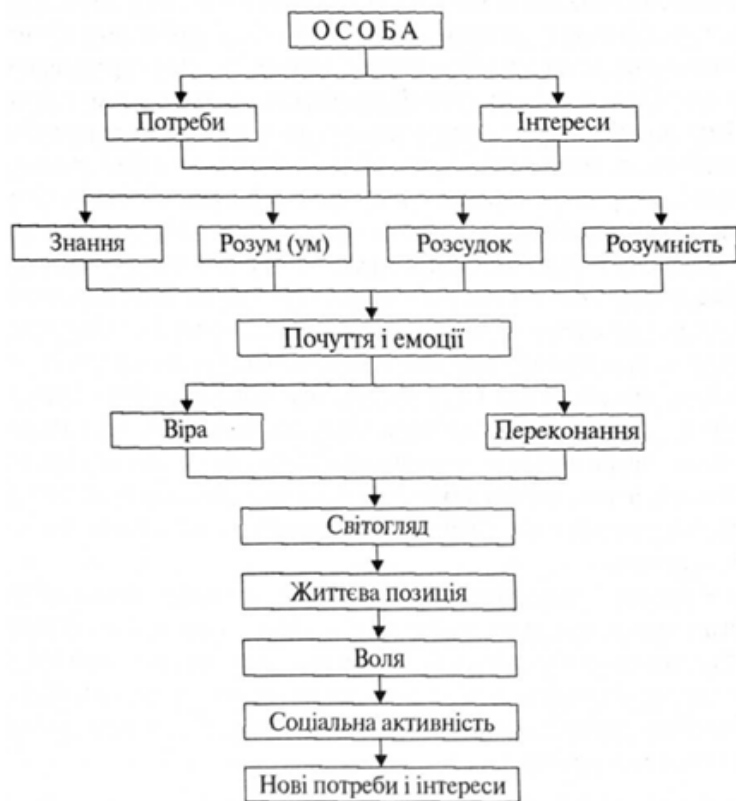 ОСОБА
Потреби
Інтереси
Знання
Розум (ум)
Розсудок
Розумність
Почуття і емоції
Віра
Переконання
Світогляд
Життєва позиція
Воля
Соціальна активність
Нові потреби і інтереси